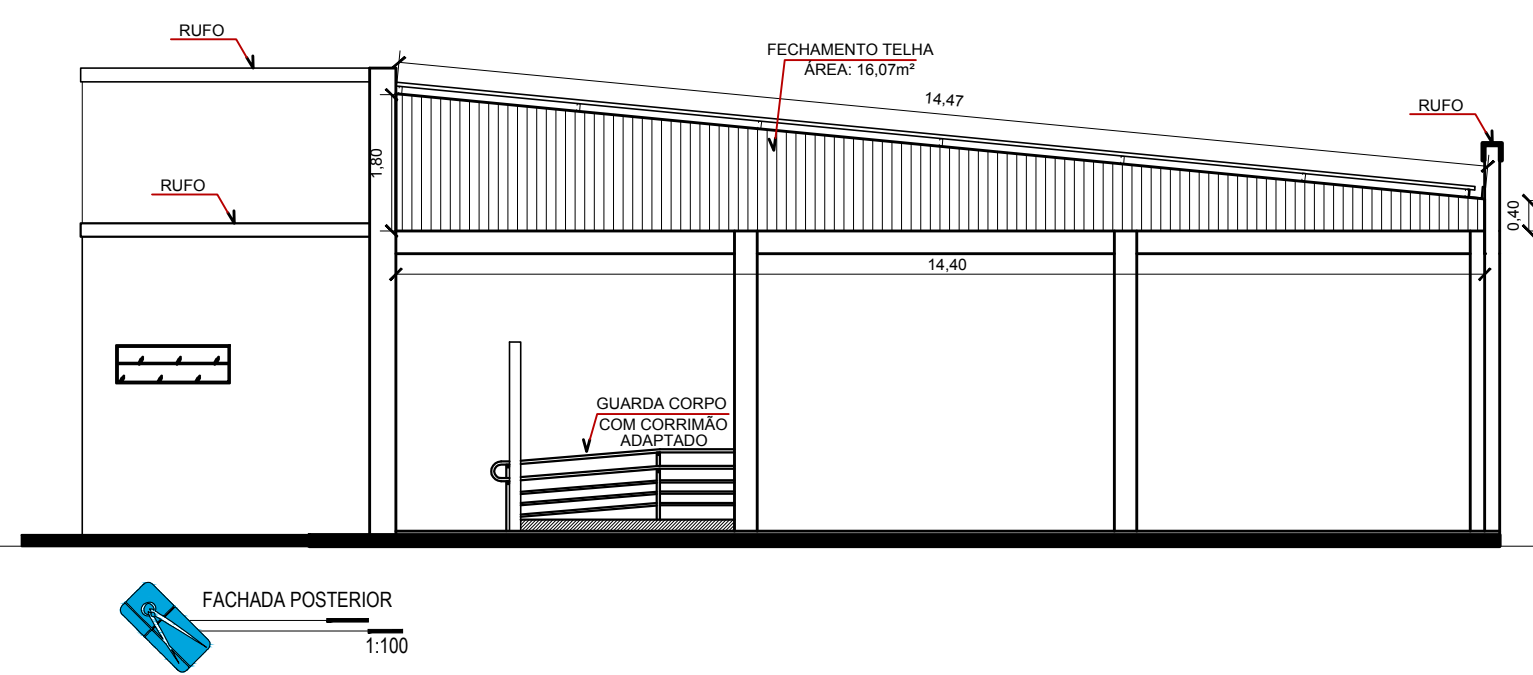 RUFO
FECHAMENTO TELHA
ÁREA: 16,07m²
14,47
RUFO
1,80
RUFO
0,40
14,40
GUARDA CORPO
COM CORRIMÃO
ADAPTADO
FACHADA POSTERIOR
1:100